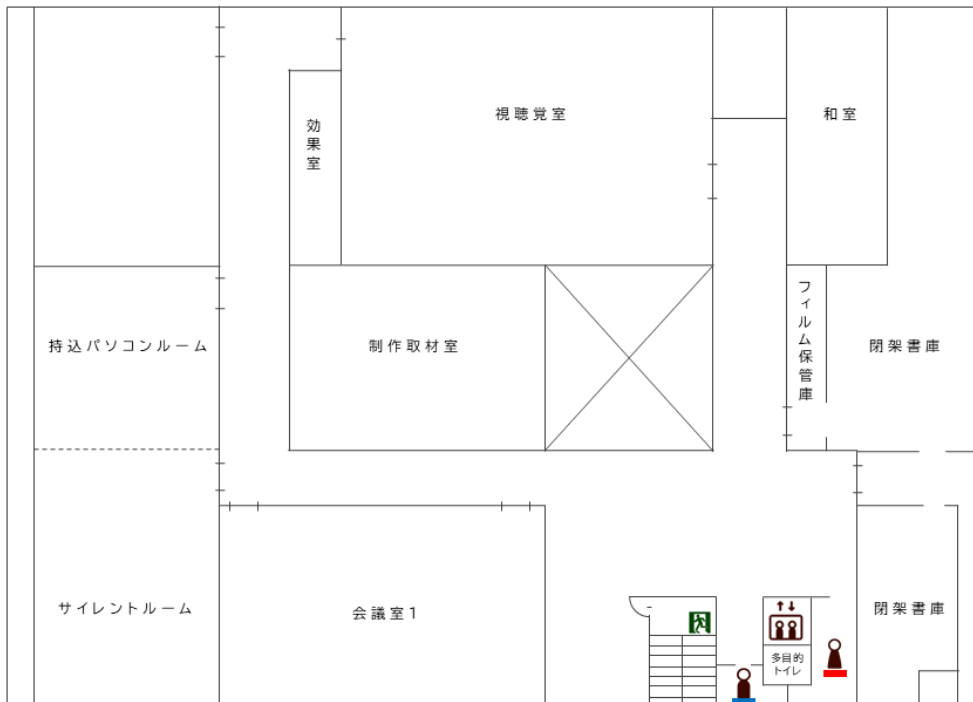 視聴覚室
和室
効果室
フィルム保管庫
持込パソコンルーム
制作取材室
閉架書庫
サイレントルーム
会議室1
閉架書庫
多目的
トイレ